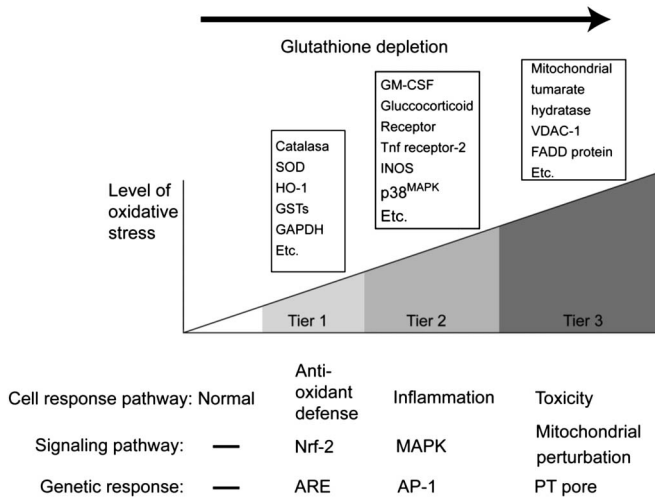 Glutathione depletion
GM-CSF
Gluccocorticoid
Receptor
Tnf receptor-2
INOS
p38MAPK
Etc.
Mitochondrial
tumarate
hydratase
VDAC-1
FADD protein
Etc.
Catalasa
SOD
HO-1
GSTs
GAPDH
Etc.
Level of
oxidative
stress
Tier 1
Tier 2
Tier 3
Cell response pathway: Normal
Anti-
oxidant
defense
Inflammation
Toxicity
Signaling pathway:
—
Nrf-2
MAPK
Mitochondrial
perturbation
Genetic response:
—
ARE
AP-1
PT pore